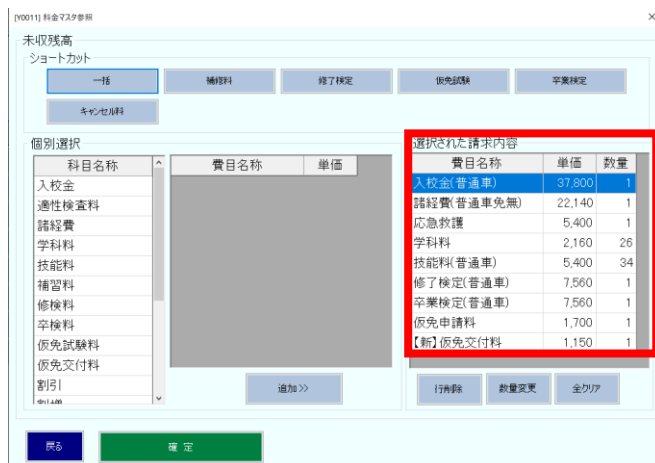 [Y0011] 料金マスタ参照
×
未収残高
ショートカット
一括 補修料 修了検定 仮免試験 卒業検定
キャンセル料
個別選択
科目名称
入校金
適性検査料
諸経費
学科料
技能料
補習料
修検料
卒検料
仮免試験料
仮免交付料
割引
割増
費目名称 単価
追加>>
選択された請求内容
費目名称 単価 数量
入校金(普通車) 37,800 1
諸経費(普通車免無) 22,140 1
応急救護 5,400 1
学科料 2,160 26
技能料(普通車) 5,400 34
修了検定(普通車) 7,560 1
卒業検定(普通車) 7,560 1
仮免申請料 1,700 1
【新】仮免交付料 1,150 1
行削除 数量変更 全クリア
戻る 確 定